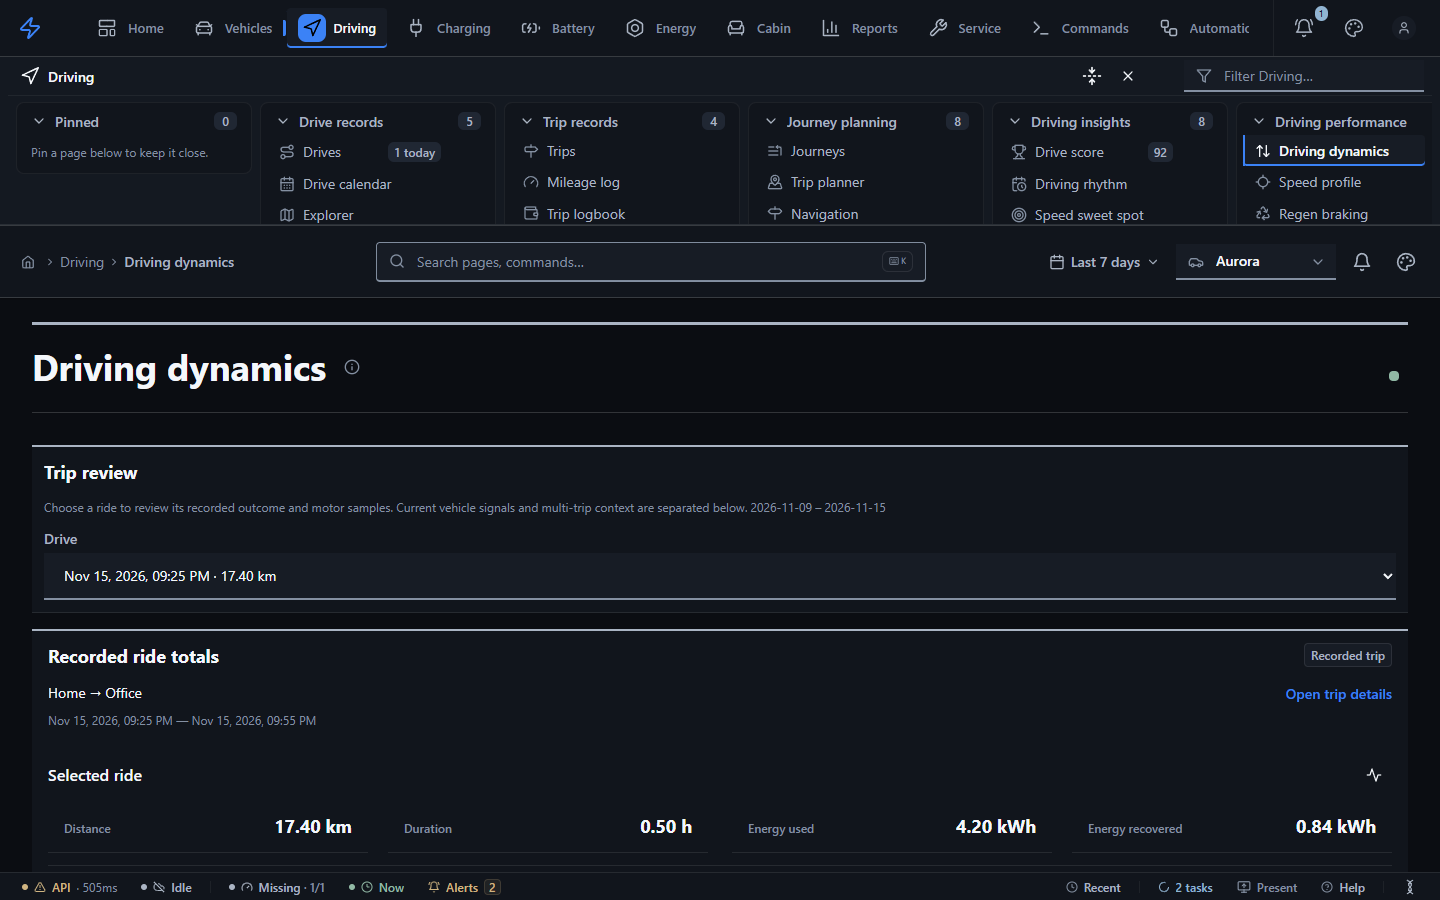 Home Vehicles Driving Charging Battery Energy Cabin Reports Service Commands Automatic 1
Driving Filter Driving...
Pinned 0
Pin a page below to keep it close.
Drive records 5
Drives 1 today
Drive calendar
Explorer
Trip records 4
Trips
Mileage log
Trip logbook
Journey planning 8
Journeys
Trip planner
Navigation
Driving insights 8
Drive score 92
Driving rhythm
Speed sweet spot
Driving performance
Driving dynamics
Speed profile
Regen braking
Driving Driving dynamics Search pages, commands... K Last 7 days Aurora
Driving dynamics
Trip review
Choose a ride to review its recorded outcome and motor samples. Current vehicle signals and multi-trip context are separated below. 2026-11-09 – 2026-11-15
Drive
Nov 15, 2026, 09:25 PM · 17.40 km
Recorded ride totals Recorded trip
Home → Office Open trip details
Nov 15, 2026, 09:25 PM — Nov 15, 2026, 09:55 PM
Selected ride
Distance 17.40 km Duration 0.50 h Energy used 4.20 kWh Energy recovered 0.84 kWh
API · 505ms Idle Missing · 1/1 Now Alerts 2 Recent 2 tasks Present Help